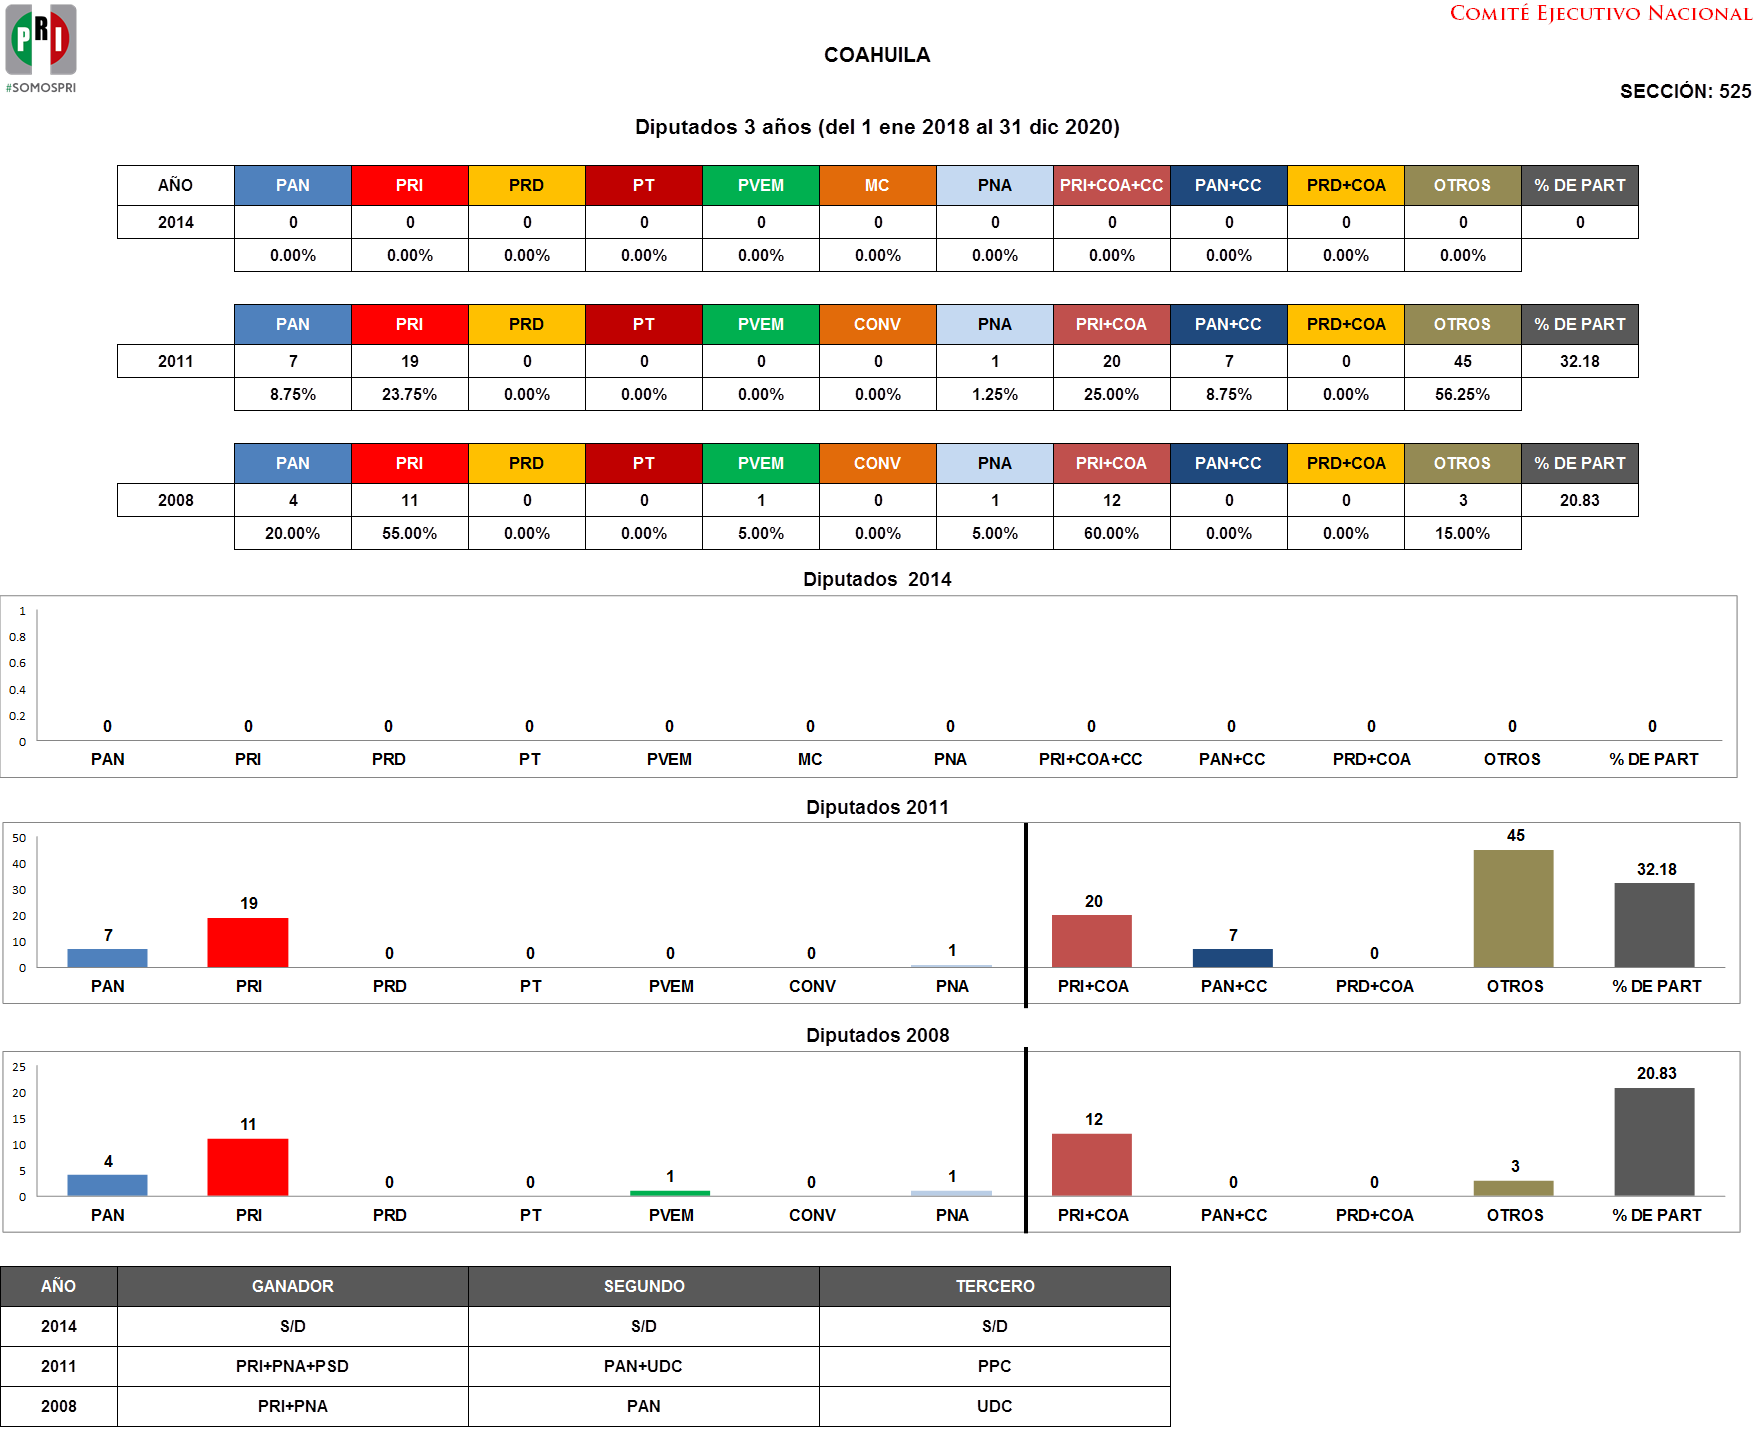 PRI
#SOMOSPRI
COMITÉ EJECUTIVO NACIONAL
COAHUILA
SECCIÓN: 525
Diputados 3 años (del 1 ene 2018 al 31 dic 2020)
AÑO PAN PRI PRD PT PVEM MC PNA PRI+COA+CC PAN+CC PRD+COA OTROS % DE PART
2014 0 0 0 0 0 0 0 0 0 0 0 0
0.00% 0.00% 0.00% 0.00% 0.00% 0.00% 0.00% 0.00% 0.00% 0.00% 0.00%
PAN PRI PRD PT PVEM CONV PNA PRI+COA PAN+CC PRD+COA OTROS % DE PART
2011 7 19 0 0 0 0 1 20 7 0 45 32.18
8.75% 23.75% 0.00% 0.00% 0.00% 0.00% 1.25% 25.00% 8.75% 0.00% 56.25%
PAN PRI PRD PT PVEM CONV PNA PRI+COA PAN+CC PRD+COA OTROS % DE PART
2008 4 11 0 0 1 0 1 12 0 0 3 20.83
20.00% 55.00% 0.00% 0.00% 5.00% 0.00% 5.00% 60.00% 0.00% 0.00% 15.00%
Diputados 2014
1
0.8
0.6
0.4
0.2
0
0 0 0 0 0 0 0 0 0 0 0 0
PAN PRI PRD PT PVEM MC PNA PRI+COA+CC PAN+CC PRD+COA OTROS % DE PART
Diputados 2011
50
40
30
20
10
0
7 19 0 0 0 0 1 20 7 0 45 32.18
PAN PRI PRD PT PVEM CONV PNA PRI+COA PAN+CC PRD+COA OTROS % DE PART
Diputados 2008
25
20
15
10
5
0
4 11 0 0 1 0 1 12 0 0 3 20.83
PAN PRI PRD PT PVEM CONV PNA PRI+COA PAN+CC PRD+COA OTROS % DE PART
AÑO GANADOR SEGUNDO TERCERO
2014 S/D S/D S/D
2011 PRI+PNA+PSD PAN+UDC PPC
2008 PRI+PNA PAN UDC